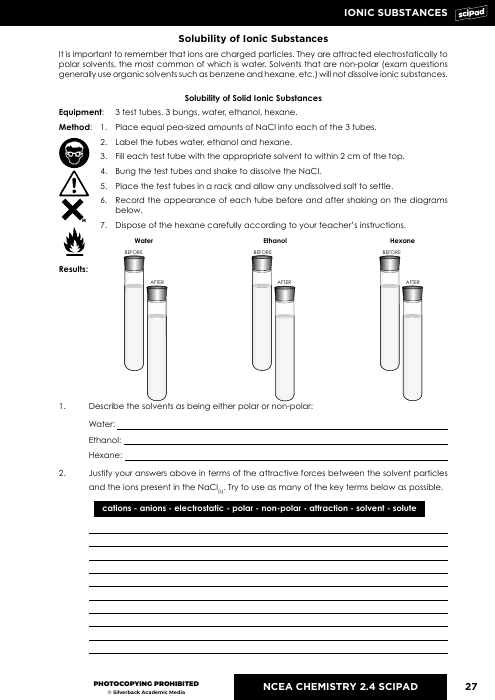 IONIC SUBSTANCES scipad
Solubility of Ionic Substances
It is important to remember that ions are charged particles. They are attracted electrostatically to
polar solvents, the most common of which is water. Solvents that are non-polar (exam questions
generally use organic solvents such as benzene and hexane, etc.) will not dissolve ionic substances.
Solubility of Solid Ionic Substances
Equipment: 3 test tubes, 3 bungs, water, ethanol, hexane.
Method: 1. Place equal pea-sized amounts of NaCl into each of the 3 tubes.
2. Label the tubes water, ethanol and hexane.
3. Fill each test tube with the appropriate solvent to within 2 cm of the top.
4. Bung the test tubes and shake to dissolve the NaCl.
5. Place the test tubes in a rack and allow any undissolved salt to settle.
6. Record the appearance of each tube before and after shaking on the diagrams
below.
7. Dispose of the hexane carefully according to your teacher's instructions.
Water Ethanol Hexane
BEFORE BEFORE BEFORE
Results:
AFTER AFTER AFTER
1. Describe the solvents as being either polar or non-polar:
Water:
Ethanol:
Hexane:
2. Justify your answers above in terms of the attractive forces between the solvent particles
and the ions present in the NaCl(s). Try to use as many of the key terms below as possible.
cations - anions - electrostatic - polar - non-polar - attraction - solvent - solute
PHOTOCOPYING PROHIBITED
© Silverback Academic Media
NCEA CHEMISTRY 2.4 SCIPAD 27